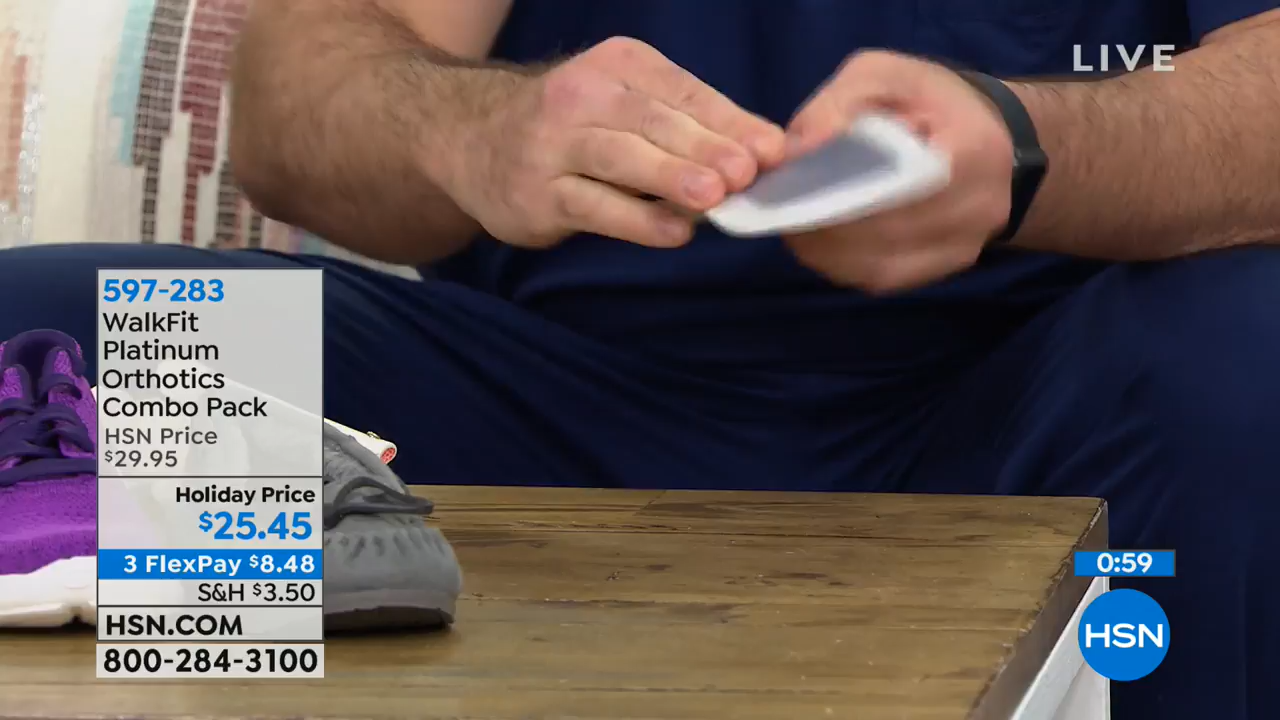 LIVE
597-283
WalkFit
Platinum
Orthotics
Combo Pack
HSN Price
$29.95
Holiday Price
$25.45
3 FlexPay $8.48
S&H $3.50
HSN.COM
800-284-3100
0:59
HSN